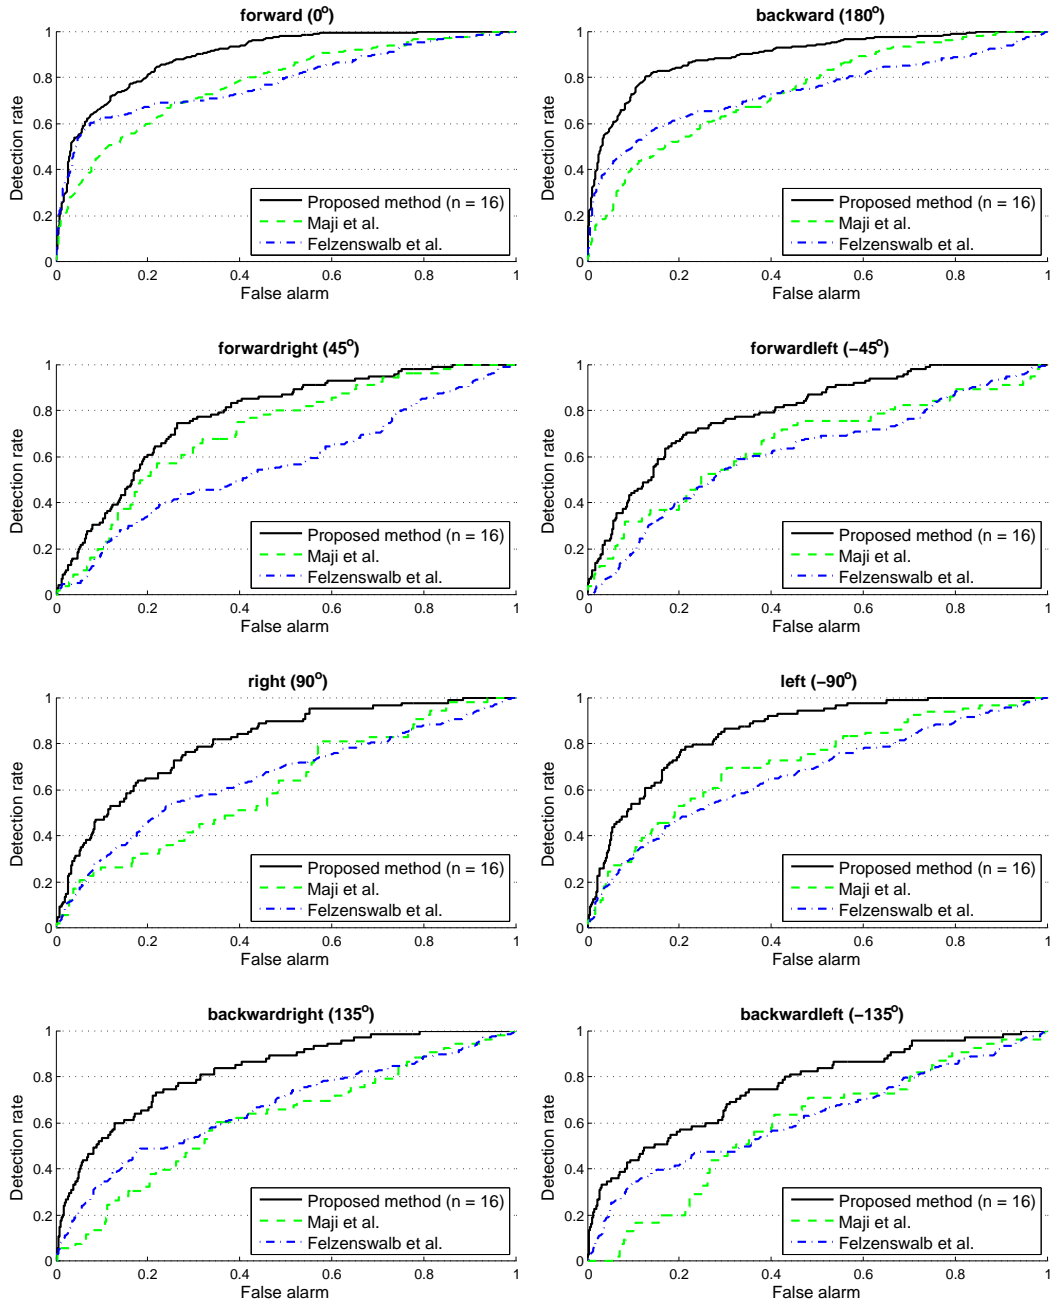 forward (0°)
Detection rate
1
0.8
0.6
0.4
0.2
0
0
0.2
0.4
0.6
0.8
1
False alarm
Proposed method (n = 16)
Maji et al.
Felzenswalb et al.
backward (180°)
Detection rate
1
0.8
0.6
0.4
0.2
0
0
0.2
0.4
0.6
0.8
1
False alarm
Proposed method (n = 16)
Maji et al.
Felzenswalb et al.
forwardright (45°)
Detection rate
1
0.8
0.6
0.4
0.2
0
0
0.2
0.4
0.6
0.8
1
False alarm
Proposed method (n = 16)
Maji et al.
Felzenswalb et al.
forwardleft (−45°)
Detection rate
1
0.8
0.6
0.4
0.2
0
0
0.2
0.4
0.6
0.8
1
False alarm
Proposed method (n = 16)
Maji et al.
Felzenswalb et al.
right (90°)
Detection rate
1
0.8
0.6
0.4
0.2
0
0
0.2
0.4
0.6
0.8
1
False alarm
Proposed method (n = 16)
Maji et al.
Felzenswalb et al.
left (−90°)
Detection rate
1
0.8
0.6
0.4
0.2
0
0
0.2
0.4
0.6
0.8
1
False alarm
Proposed method (n = 16)
Maji et al.
Felzenswalb et al.
backwardright (135°)
Detection rate
1
0.8
0.6
0.4
0.2
0
0
0.2
0.4
0.6
0.8
1
False alarm
Proposed method (n = 16)
Maji et al.
Felzenswalb et al.
backwardleft (−135°)
Detection rate
1
0.8
0.6
0.4
0.2
0
0
0.2
0.4
0.6
0.8
1
False alarm
Proposed method (n = 16)
Maji et al.
Felzenswalb et al.